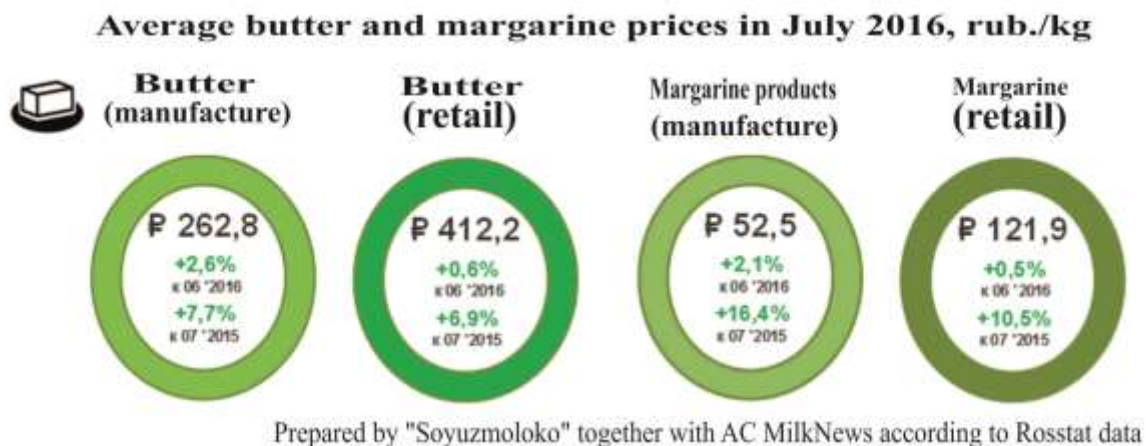 Average butter and margarine prices in July 2016, rub./kg
Butter
(manufacture)
₽ 262,8
+2,6%
к 06 '2016
+7,7%
к 07 '2015
Butter
(retail)
₽ 412,2
+0,6%
к 06 '2016
+6,9%
к 07 '2015
Margarine products
(manufacture)
₽ 52,5
+2,1%
к 06 '2016
+16,4%
к 07 '2015
Margarine
(retail)
₽ 121,9
+0,5%
к 06 '2016
+10,5%
к 07 '2015
Prepared by "Soyuzmoloko" together with AC MilkNews according to Rosstat data